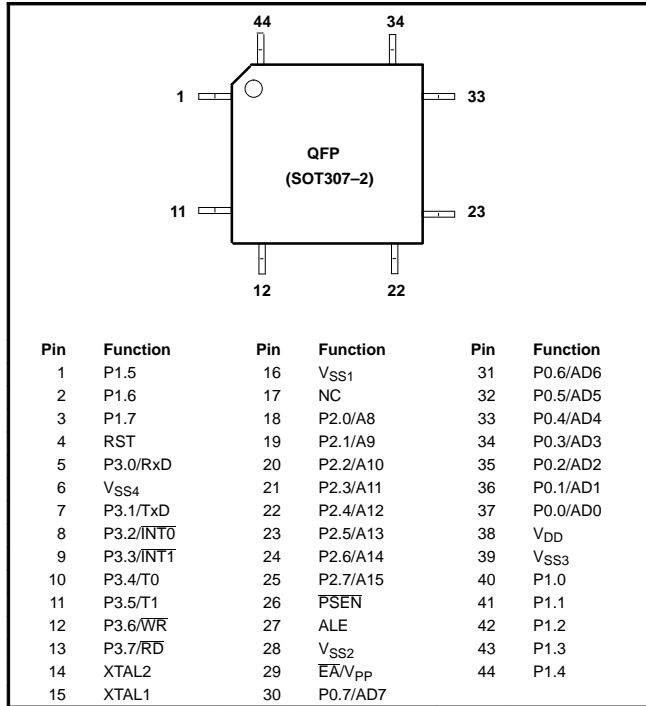 44 34
1 33
QFP
(SOT307–2)
11 23
12 22
Pin Function Pin Function Pin Function
1 P1.5 16 VSS1 31 P0.6/AD6
2 P1.6 17 NC 32 P0.5/AD5
3 P1.7 18 P2.0/A8 33 P0.4/AD4
4 RST 19 P2.1/A9 34 P0.3/AD3
5 P3.0/RxD 20 P2.2/A10 35 P0.2/AD2
6 VSS4 21 P2.3/A11 36 P0.1/AD1
7 P3.1/TxD 22 P2.4/A12 37 P0.0/AD0
8 P3.2/INT0 23 P2.5/A13 38 VDD
9 P3.3/INT1 24 P2.6/A14 39 VSS3
10 P3.4/T0 25 P2.7/A15 40 P1.0
11 P3.5/T1 26 PSEN 41 P1.1
12 P3.6/WR 27 ALE 42 P1.2
13 P3.7/RD 28 VSS2 43 P1.3
14 XTAL2 29 EA/VPP 44 P1.4
15 XTAL1 30 P0.7/AD7